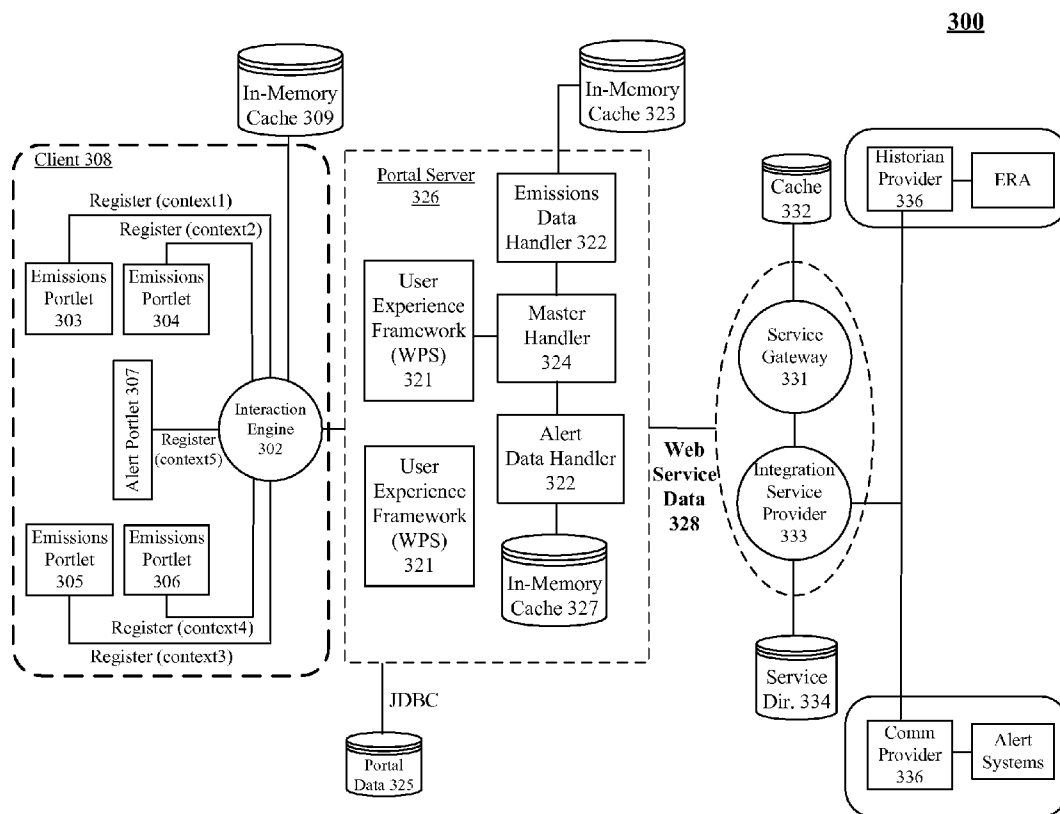 300
In-Memory
Cache 309
In-Memory
Cache 323
Client 308
Register (context1)
Register (context2)
Emissions
Portlet
303
Emissions
Portlet
304
Alert Portlet 307
Register
(context5)
Interaction
Engine
302
Emissions
Portlet
305
Emissions
Portlet
306
Register (context4)
Register (context3)
Portal Server
326
Emissions
Data
Handler 322
User
Experience
Framework
(WPS)
321
Master
Handler
324
Alert
Data Handler
322
User
Experience
Framework
(WPS)
321
In-Memory
Cache 327
JDBC
Portal
Data 325
Web
Service
Data
328
Cache
332
Service
Gateway
331
Integration
Service
Provider
333
Service
Dir. 334
Historian
Provider
336
ERA
Comm
Provider
336
Alert
Systems